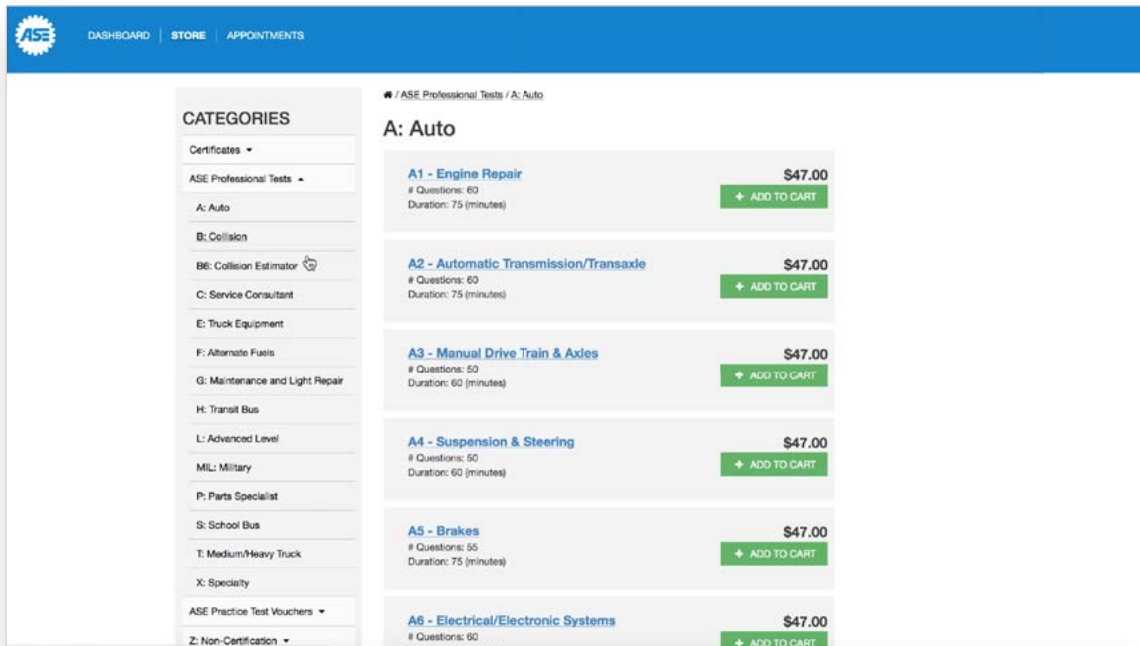 ASE
DASHBOARD | STORE | APPOINTMENTS
CATEGORIES
Certificates
ASE Professional Tests
A: Auto
B: Collision
B6: Collision Estimator
C: Service Consultant
E: Truck Equipment
F: Alternate Fuels
G: Maintenance and Light Repair
H: Transit Bus
L: Advanced Level
MIL: Military
P: Parts Specialist
S: School Bus
T: Medium/Heavy Truck
X: Specialty
ASE Practice Test Vouchers
Z: Non-Certification
/ ASE Professional Tests / A: Auto
A: Auto
A1 - Engine Repair
# Questions: 60
Duration: 75 (minutes)
$47.00
+ ADD TO CART
A2 - Automatic Transmission/Transaxle
# Questions: 60
Duration: 75 (minutes)
$47.00
+ ADD TO CART
A3 - Manual Drive Train & Axles
# Questions: 50
Duration: 60 (minutes)
$47.00
+ ADD TO CART
A4 - Suspension & Steering
# Questions: 50
Duration: 60 (minutes)
$47.00
+ ADD TO CART
A5 - Brakes
# Questions: 55
Duration: 75 (minutes)
$47.00
+ ADD TO CART
A6 - Electrical/Electronic Systems
# Questions: 60
$47.00
+ ADD TO CART